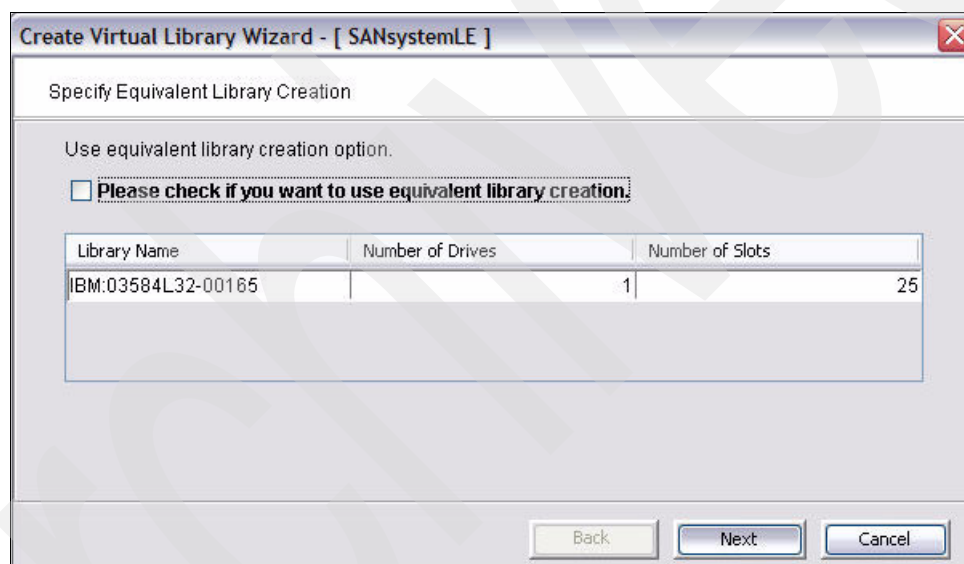 Create Virtual Library Wizard - [ SANsystemLE ]
Specify Equivalent Library Creation
Use equivalent library creation option.
Please check if you want to use equivalent library creation.
Library Name Number of Drives Number of Slots
IBM:03584L32-00165 1 25
Back Next Cancel